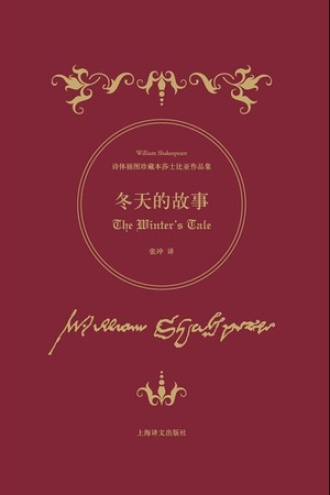 William Shakespeare
诗体插图珍藏本莎士比亚作品集
冬天的故事
The Winter's Tale
张冲 译
William Shakespeare
上海译文出版社